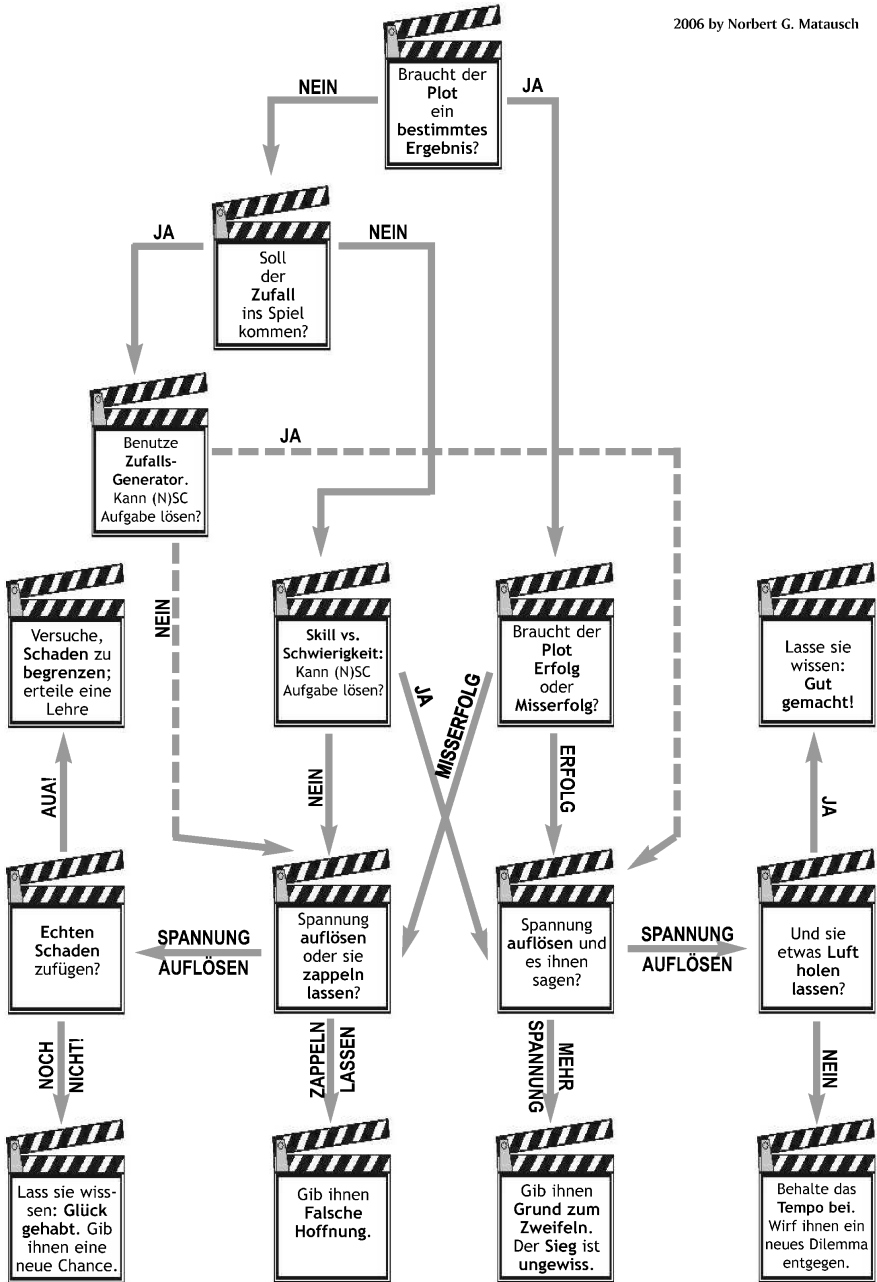 2006 by Norbert G. Matausch
Braucht der
Plot
ein
bestimmtes
Ergebnis?
NEIN
JA
Soll
der
Zufall
ins Spiel
kommen?
JA
NEIN
Benutze
Zufalls-
Generator.
Kann (N)SC
Aufgabe lösen?
JA
NEIN
Versuche,
Schaden zu
begrenzen;
erteile eine
Lehre
Skill vs.
Schwierigkeit:
Kann (N)SC
Aufgabe lösen?
JA
NEIN
Braucht der
Plot
Erfolg
oder
Misserfolg?
MISSERFOLG
ERFOLG
Lasse sie
wissen:
Gut
gemacht!
AUA!
JA
Echten
Schaden
zufügen?
SPANNUNG
AUFLÖSEN
Spannung
auflösen
oder sie
zappeln
lassen?
Spannung
auflösen und
es ihnen
sagen?
SPANNUNG
AUFLÖSEN
Und sie
etwas Luft
holen
lassen?
NOCH
NICHT!
ZAPPELN
LASSEN
MEHR
SPANNUNG
NEIN
Lass sie wis-
sen: Glück
gehabt. Gib
ihnen eine
neue Chance.
Gib ihnen
Falsche
Hoffnung.
Gib ihnen
Grund zum
Zweifeln.
Der Sieg ist
ungewiss.
Behalte das
Tempo bei.
Wirf ihnen ein
neues Dilemma
entgegen.